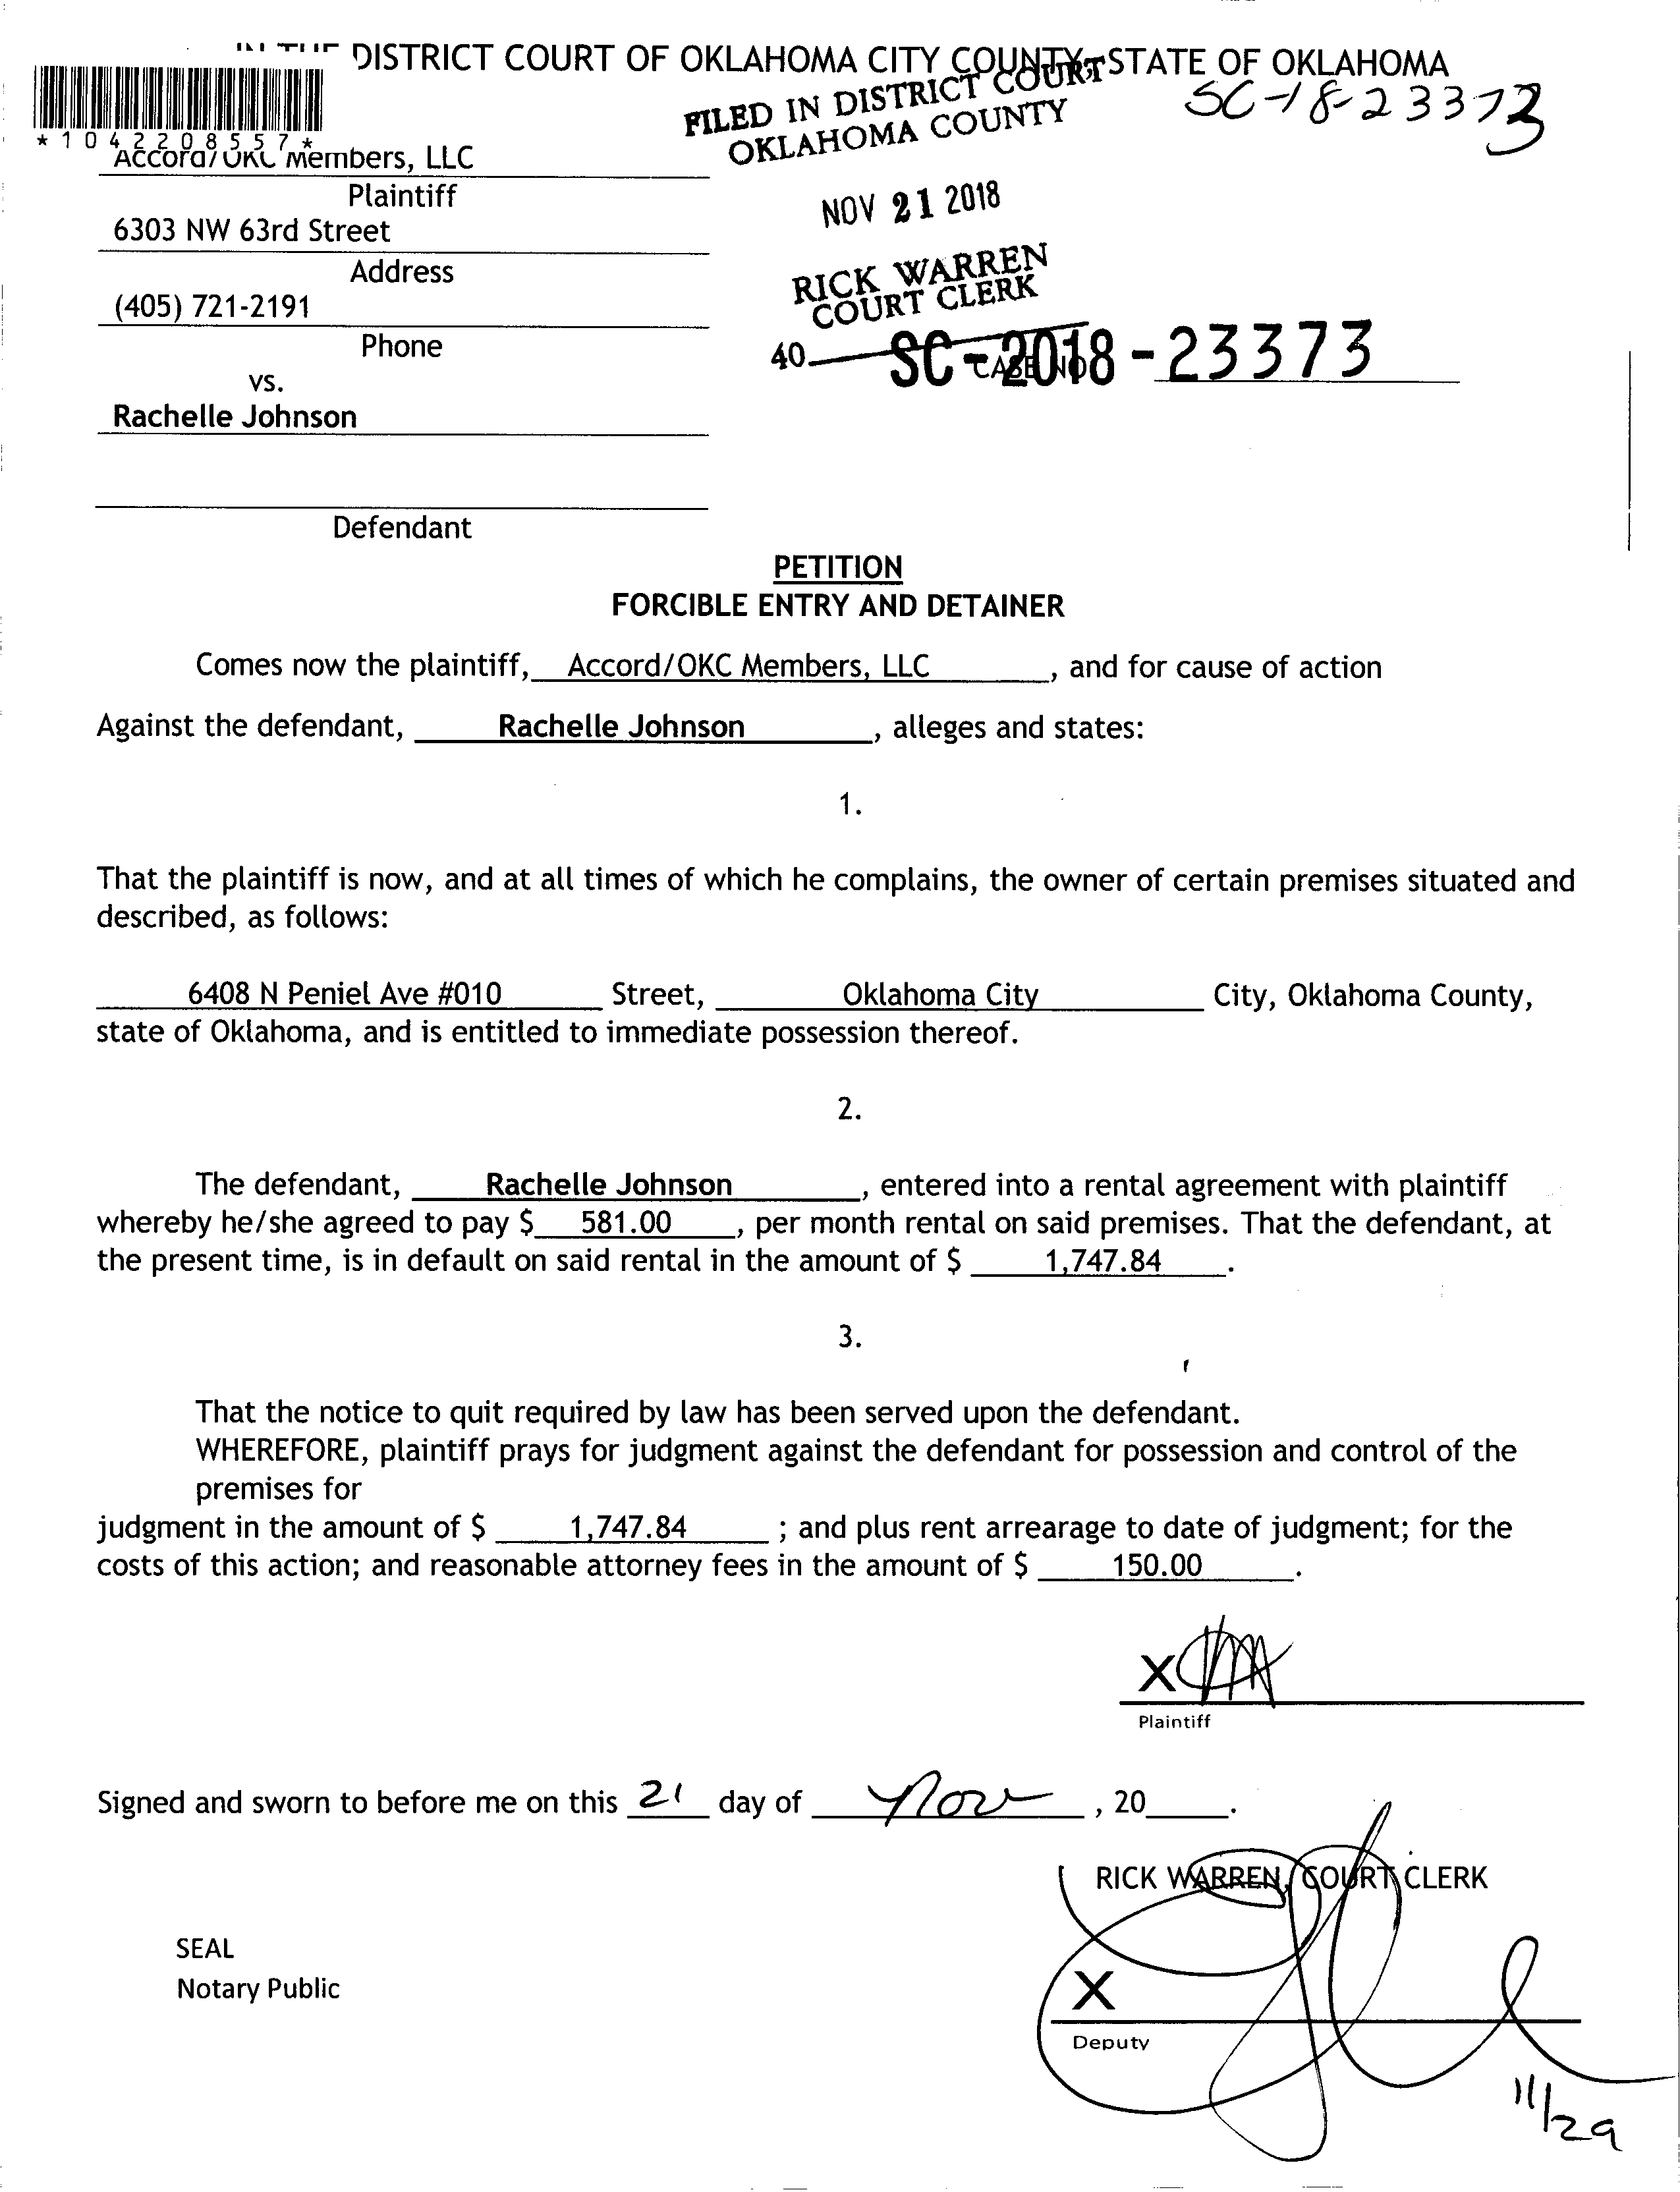 DISTRICT COURT OF OKLAHOMA CITY COUNTY, STATE OF OKLAHOMA
FILED IN DISTRICT COURT
OKLAHOMA COUNTY
SC-18-23373
*1042208557*
Accord/OKC Members, LLC
Plaintiff
NOV 21 2018
6303 NW 63rd Street
Address
RICK WARREN
COURT CLERK
(405) 721-2191
Phone
40
SC-2018-23373
CASE NO
vs.
Rachelle Johnson
Defendant
PETITION
FORCIBLE ENTRY AND DETAINER
Comes now the plaintiff, Accord/OKC Members, LLC, and for cause of action
Against the defendant, Rachelle Johnson, alleges and states:
1.
That the plaintiff is now, and at all times of which he complains, the owner of certain premises situated and
described, as follows:
6408 N Peniel Ave #010 Street, Oklahoma City City, Oklahoma County,
state of Oklahoma, and is entitled to immediate possession thereof.
2.
The defendant, Rachelle Johnson, entered into a rental agreement with plaintiff
whereby he/she agreed to pay $ 581.00, per month rental on said premises. That the defendant, at
the present time, is in default on said rental in the amount of $ 1,747.84.
3.
That the notice to quit required by law has been served upon the defendant.
WHEREFORE, plaintiff prays for judgment against the defendant for possession and control of the
premises for
judgment in the amount of $ 1,747.84 ; and plus rent arrearage to date of judgment; for the
costs of this action; and reasonable attorney fees in the amount of $ 150.00.
X
Plaintiff
Signed and sworn to before me on this 21 day of Nov, 20____.
RICK WARREN, COURT CLERK
SEAL
Notary Public
X
Deputy
11/29